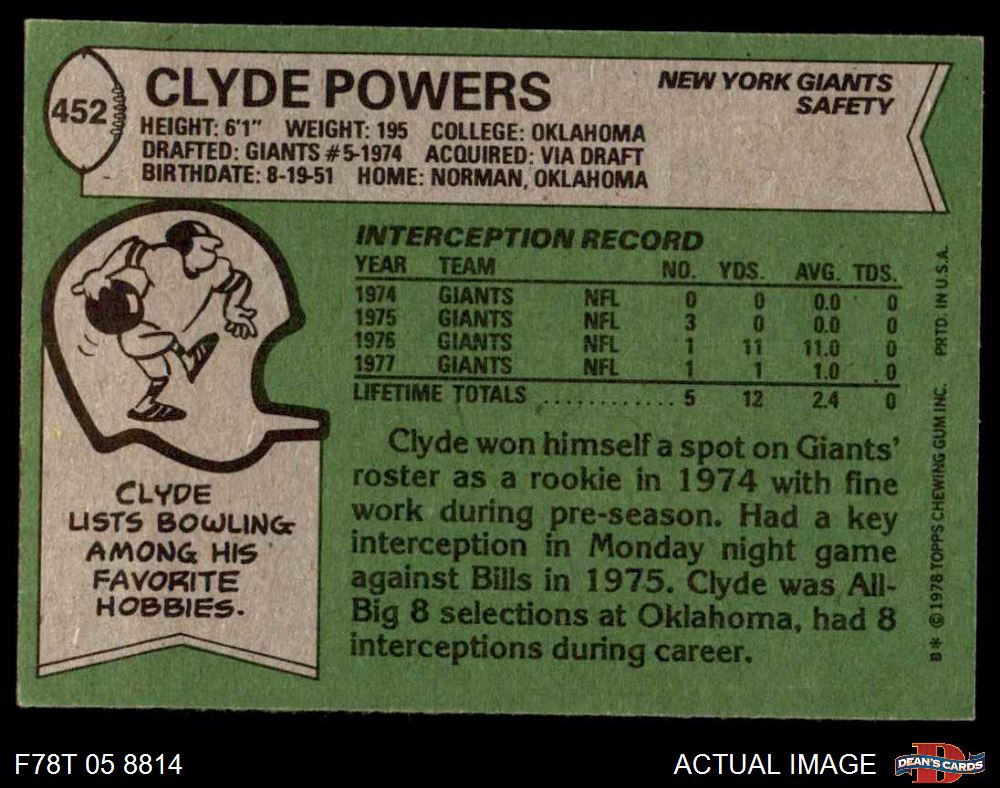 452
CLYDE POWERS
NEW YORK GIANTS
SAFETY
HEIGHT: 6'1" WEIGHT: 195 COLLEGE: OKLAHOMA
DRAFTED: GIANTS #5-1974 ACQUIRED: VIA DRAFT
BIRTHDATE: 8-19-51 HOME: NORMAN, OKLAHOMA
INTERCEPTION RECORD
YEAR TEAM NO. YDS. AVG. TDS.
1974 GIANTS NFL 0 0 0.0 0
1975 GIANTS NFL 3 0 0.0 0
1976 GIANTS NFL 1 11 11.0 0
1977 GIANTS NFL 1 1 1.0 0
LIFETIME TOTALS ............ 5 12 2.4 0
Clyde won himself a spot on Giants'
roster as a rookie in 1974 with fine
work during pre-season. Had a key
interception in Monday night game
against Bills in 1975. Clyde was All-
Big 8 selections at Oklahoma, had 8
interceptions during career.
CLYDE
LISTS BOWLING
AMONG HIS
FAVORITE
HOBBIES.
B* © 1978 TOPPS CHEWING GUM INC. PRTD. IN U.S.A.
F78T 05 8814
ACTUAL IMAGE
D
DEAN'S CARDS